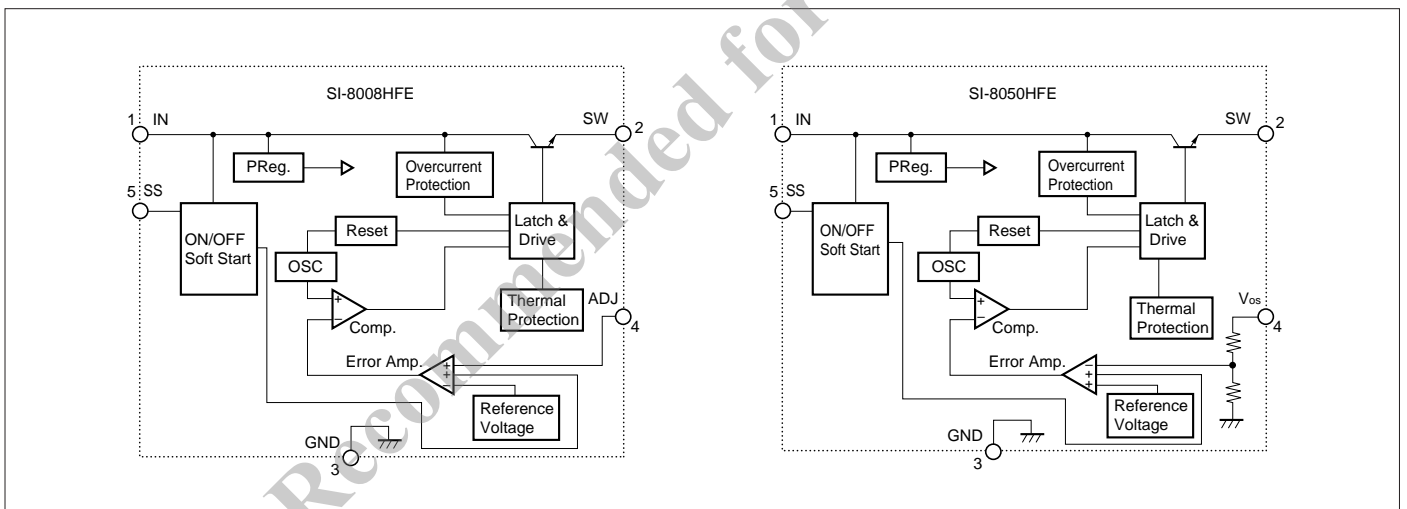 Recommended for
SI-8008HFE
1
IN
SW
2
PReg.
Overcurrent
Protection
5
SS
ON/OFF
Soft Start
Reset
Latch &
Drive
OSC
+
−
Comp.
Thermal
Protection
ADJ
4
Error Amp.
+
+
−
Reference
Voltage
GND
3
SI-8050HFE
1
IN
SW
2
PReg.
Overcurrent
Protection
5
SS
ON/OFF
Soft Start
Reset
Latch &
Drive
OSC
+
−
Comp.
Thermal
Protection
Vos
4
Error Amp.
−
+
+
Reference
Voltage
GND
3